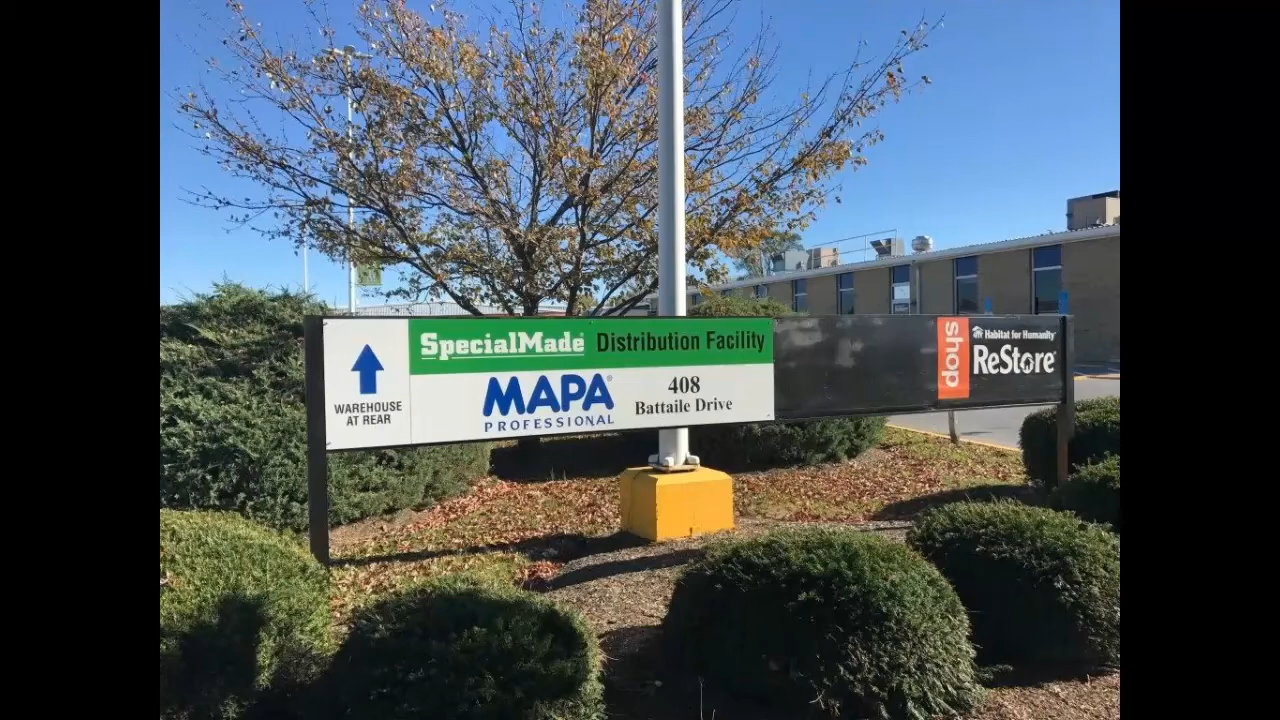 WAREHOUSE
AT REAR
SpecialMade® Distribution Facility
MAPA®
PROFESSIONAL
408
Battaile Drive
shop
Habitat for Humanity®
ReStore